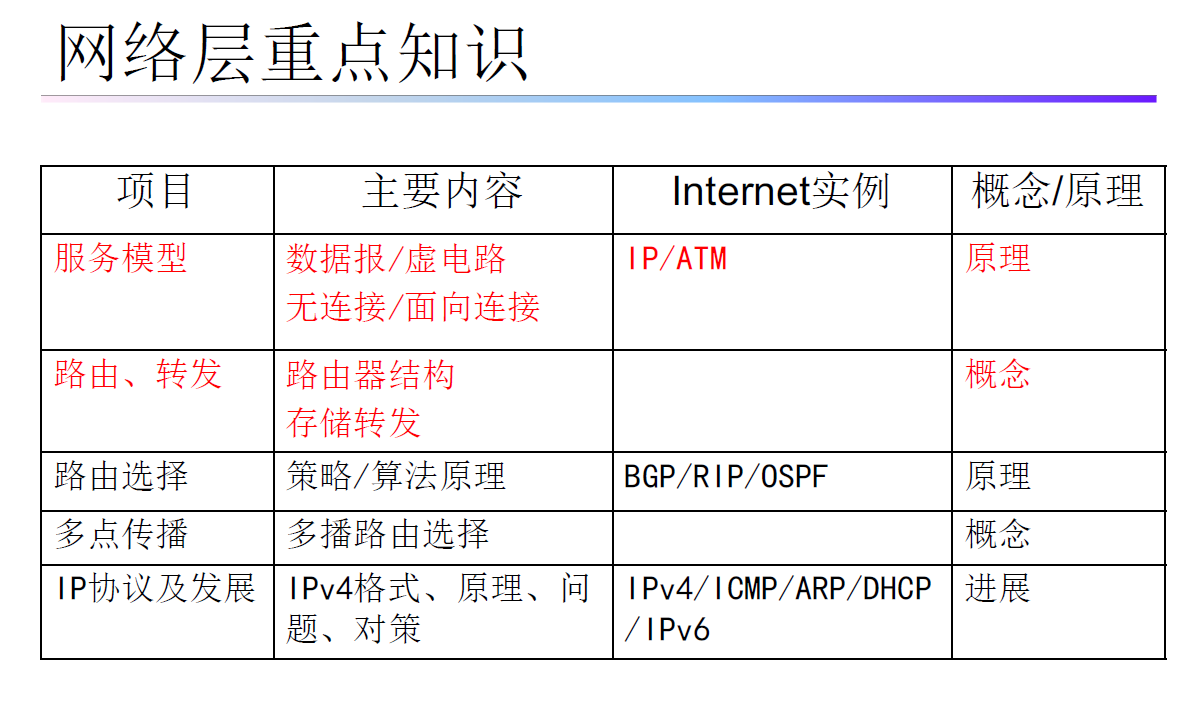 网络层重点知识
项目 主要内容 Internet实例 概念/原理
服务模型 数据报/虚电路 IP/ATM 原理
无连接/面向连接
路由、转发 路由器结构 概念
存储转发
路由选择 策略/算法原理 BGP/RIP/OSPF 原理
多点传播 多播路由选择 概念
IP协议及发展 IPv4格式、原理、问 IPv4/ICMP/ARP/DHCP 进展
题、对策 /IPv6